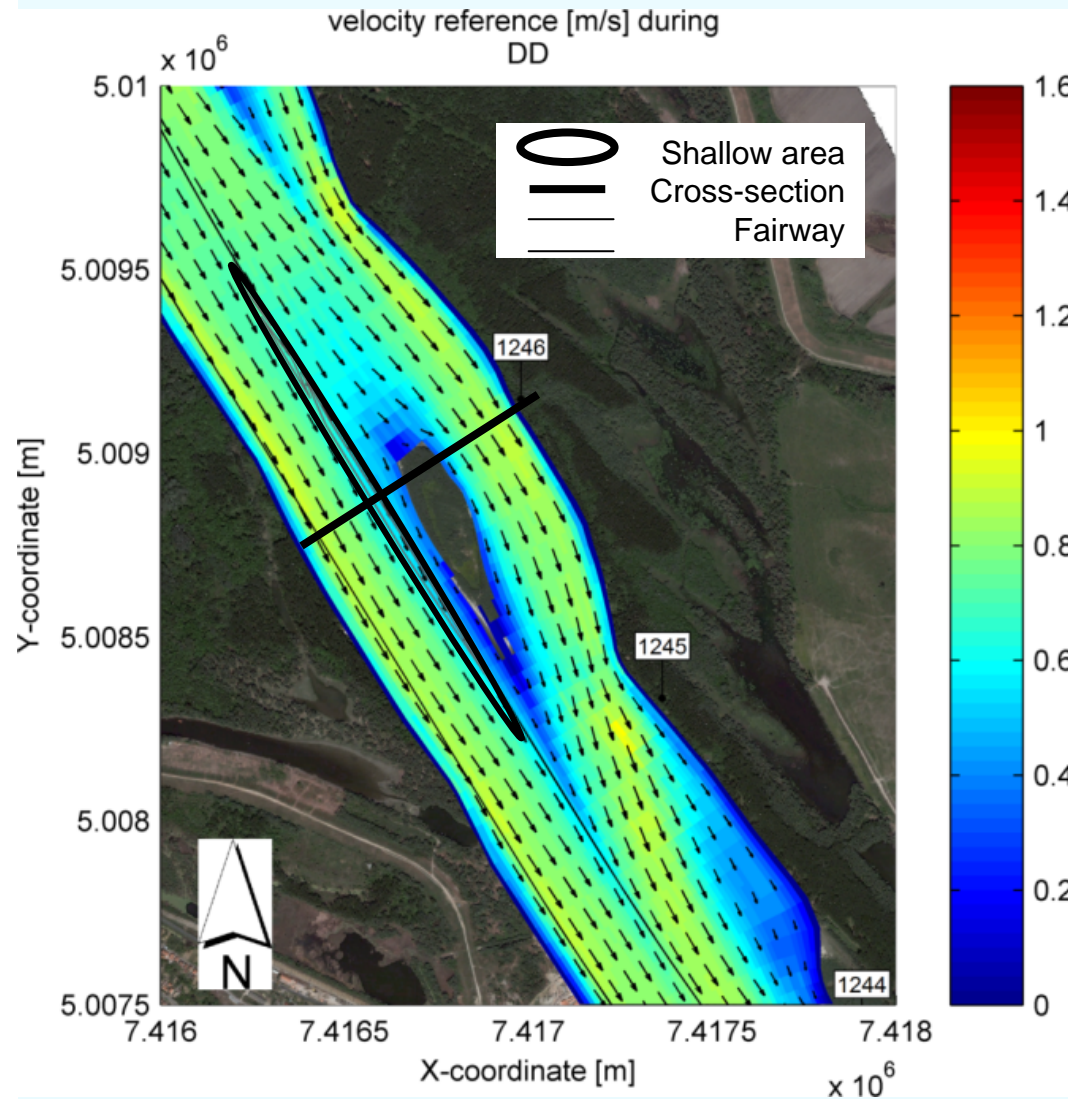 velocity reference [m/s] during
DD
x 10^6
5.01
5.0095
5.009
5.0085
5.008
5.0075
Y-coordinate [m]
Shallow area
Cross-section
Fairway
1246
1245
1244
N
7.416
7.4165
7.417
7.4175
7.418
X-coordinate [m]
x 10^6
1.6
1.4
1.2
1
0.8
0.6
0.4
0.2
0